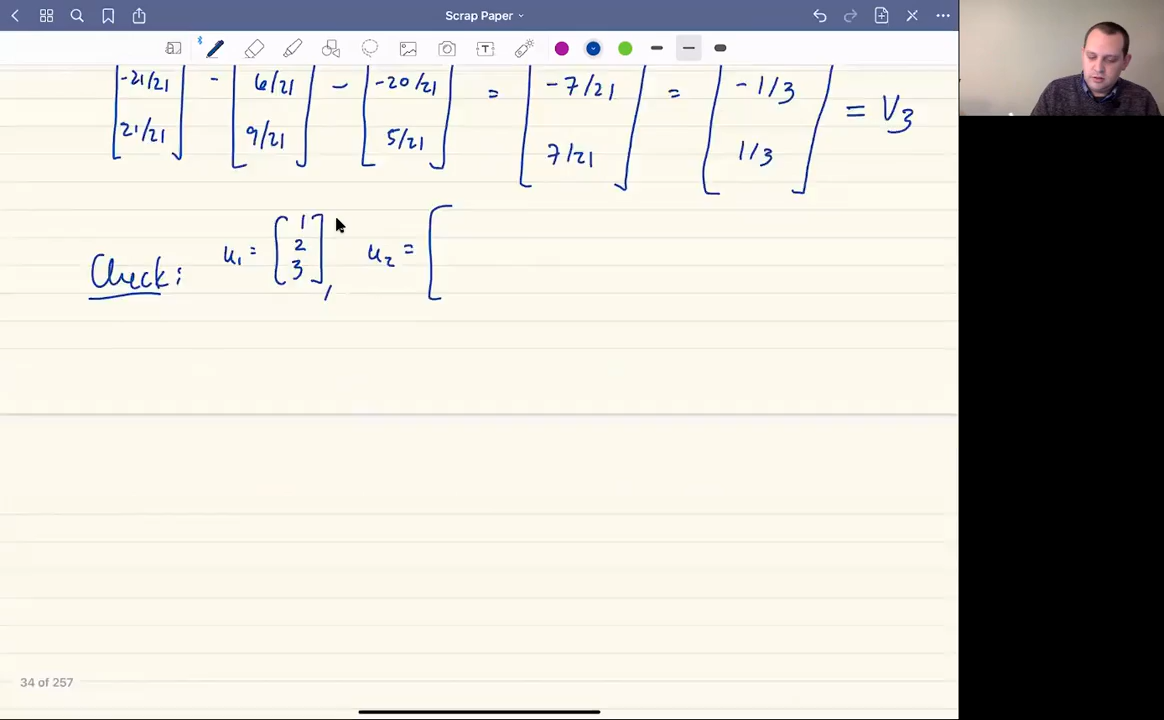 Scrap Paper
[-21/21 21/21] - [6/21 9/21] - [-20/21 5/21] = [-7/21 7/21] = [-1/3 1/3] = V3
Check: u1 = [1 2 3], u2 = [
34 of 257